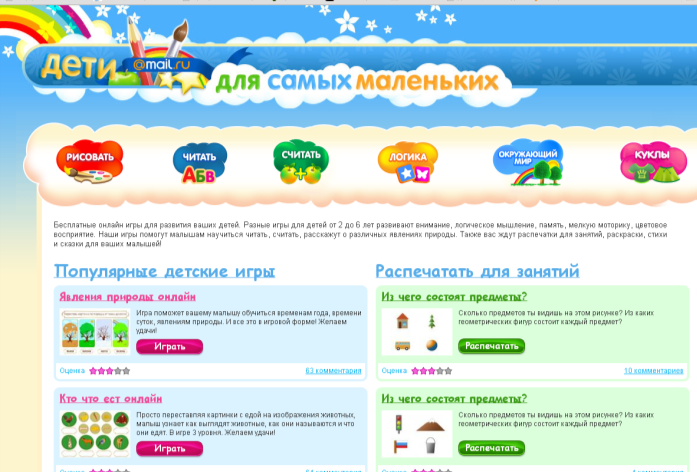 дети @mail.ru
для самых маленьких
РИСОВАТЬ
ЧИТАТЬ
АБВ
СЧИТАТЬ
ЛОГИКА
ОКРУЖАЮЩИЙ
МИР
КУКЛЫ
Бесплатные онлайн игры для развития ваших детей. Разные игры для детей от 2 до 6 лет развивают внимание, логическое мышление, память, мелкую моторику, цветовое
восприятие. Наши игры помогут малышам научиться читать, считать, расскажут о различных явлениях природы. Также вас ждут распечатки для занятий, раскраски, стихи
и сказки для ваших малышей!
Популярные детские игры
Явления природы онлайн
Игра поможет вашему малышу обучиться временам года, времени
суток, явлениям природы. И все это в игровой форме! Желаем
удачи!
Играть
Оценка
63 комментария
Кто что ест онлайн
Просто переставляя картинки с едой на изображения животных,
малыш узнает как выглядят животные, как они называются и что
они едят. В игре 3 уровня. Желаем удачи!
Играть
Распечатать для занятий
Из чего состоят предметы?
Сколько предметов ты видишь на этом рисунке? Из каких
геометрических фигур состоит каждый предмет?
Распечатать
Оценка
10 комментариев
Из чего состоят предметы?
Сколько предметов ты видишь на этом рисунке? Из каких
геометрических фигур состоит каждый предмет?
Распечатать